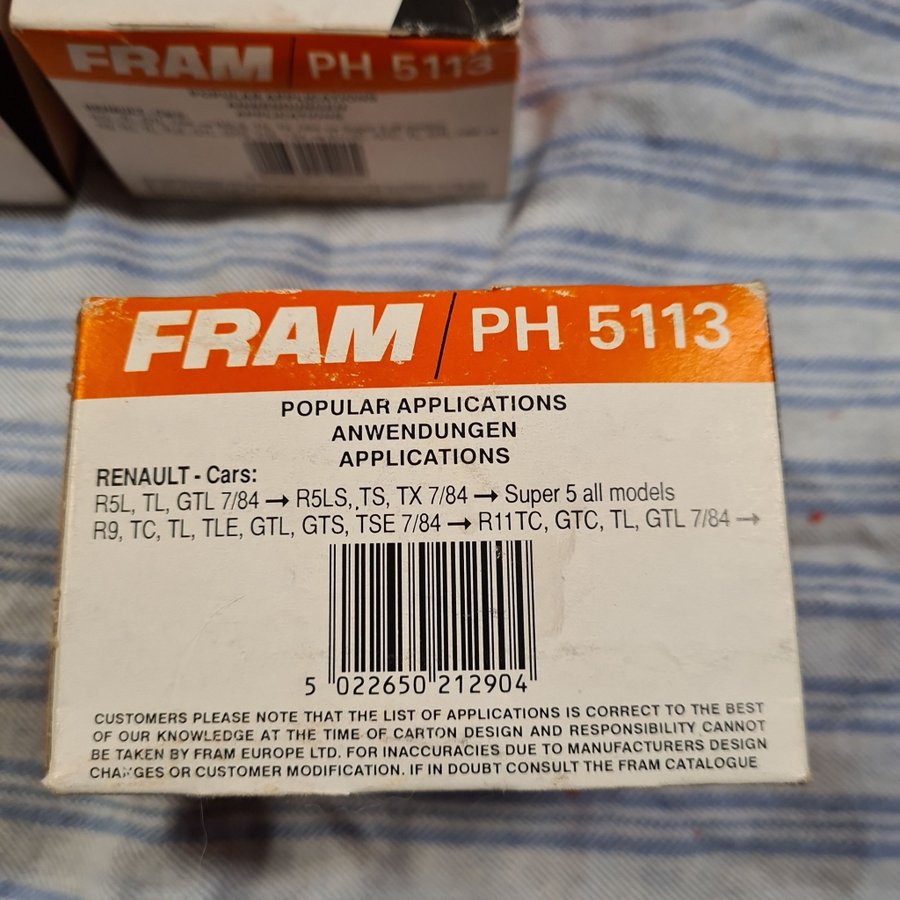 FRAM PH 5113
POPULAR APPLICATIONS
ANWENDUNGEN
APPLICATIONS
FRAM / PH 5113
POPULAR APPLICATIONS
ANWENDUNGEN
APPLICATIONS
RENAULT - Cars:
R5L, TL, GTL 7/84 → R5LS, TS, TX 7/84 → Super 5 all models
R9, TC, TL, TLE, GTL, GTS, TSE 7/84 → R11TC, GTC, TL, GTL 7/84 →
5 022650 212904
CUSTOMERS PLEASE NOTE THAT THE LIST OF APPLICATIONS IS CORRECT TO THE BEST
OF OUR KNOWLEDGE AT THE TIME OF CARTON DESIGN AND RESPONSIBILITY CANNOT
BE TAKEN BY FRAM EUROPE LTD. FOR INACCURACIES DUE TO MANUFACTURERS DESIGN
CHANGES OR CUSTOMER MODIFICATION. IF IN DOUBT CONSULT THE FRAM CATALOGUE